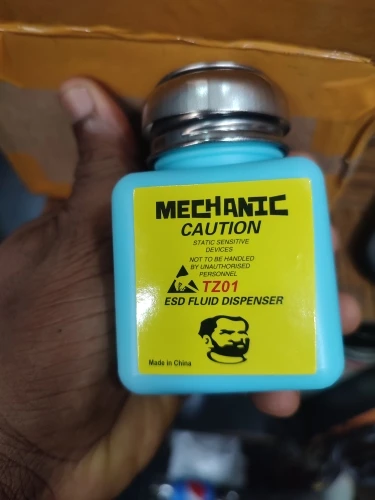 MECHANIC
CAUTION
STATIC SENSITIVE
DEVICES
NOT TO BE HANDLED
BY UNAUTHORISED
PERSONNEL
TZ01
ESD FLUID DISPENSER
Made in China